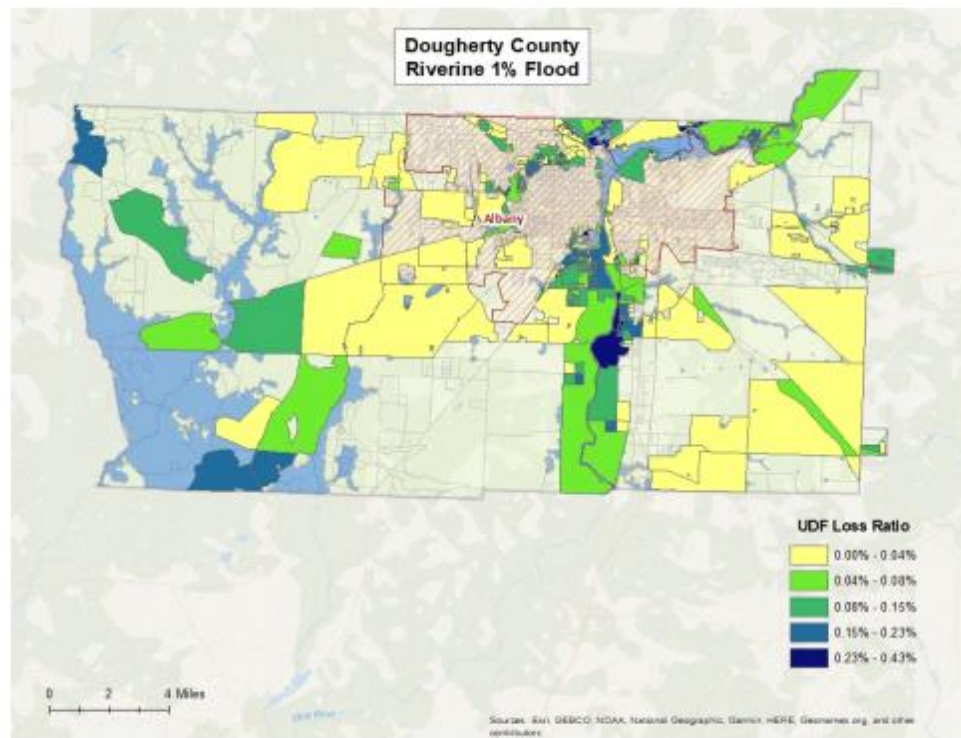 Dougherty County
Riverine 1% Flood
Albany
UDF Loss Ratio
0.00% - 0.04%
0.04% - 0.08%
0.08% - 0.15%
0.15% - 0.23%
0.23% - 0.43%
0 2 4 Miles
Sources: Esri, GEBCO, NOAA, National Geographic, Garmin, HERE, Geonames.org, and other
contributors